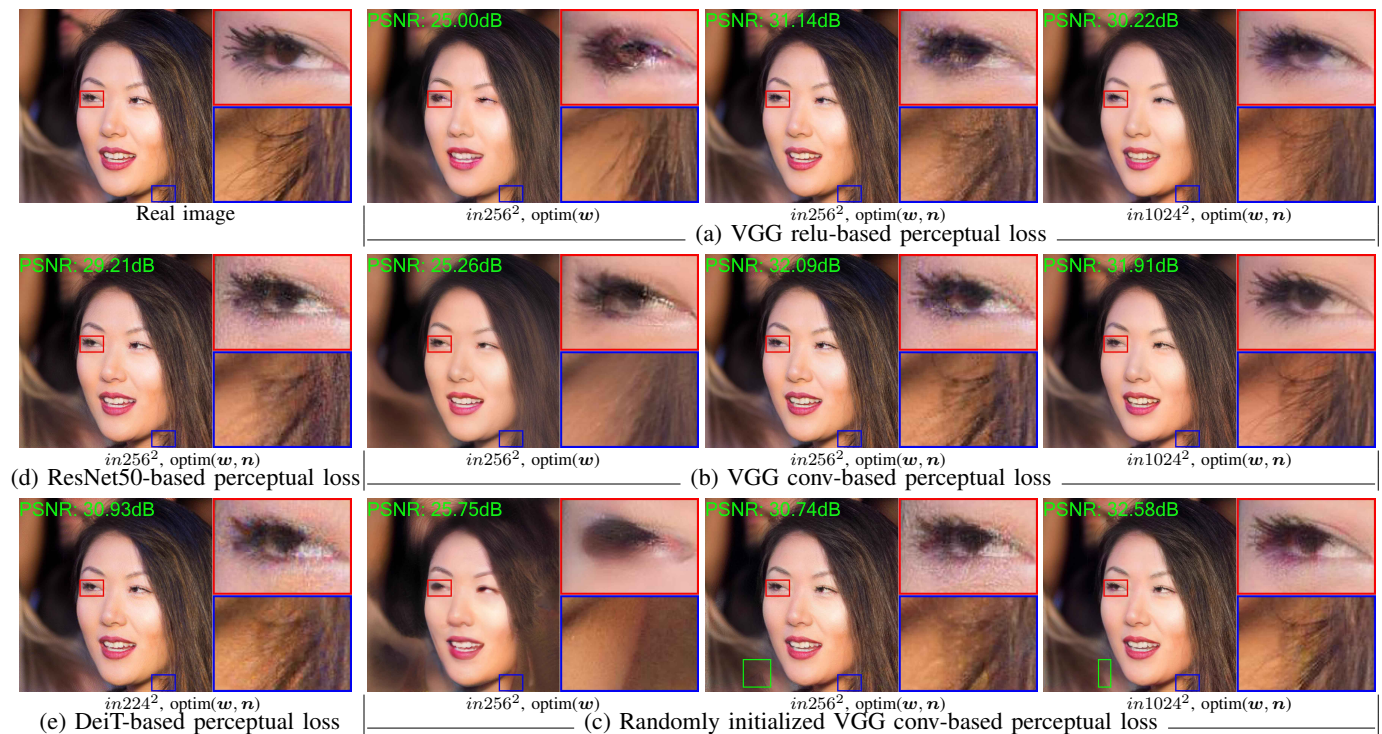 PSNR: 25.00dB
PSNR: 31.14dB
PSNR: 30.22dB
Real image
in256², optim(w)
in256², optim(w, n)
in1024², optim(w, n)
(a) VGG relu-based perceptual loss
PSNR: 29.21dB
PSNR: 25.26dB
PSNR: 32.09dB
PSNR: 31.91dB
in256², optim(w, n)
in256², optim(w)
in256², optim(w, n)
in1024², optim(w, n)
(d) ResNet50-based perceptual loss
(b) VGG conv-based perceptual loss
PSNR: 30.93dB
PSNR: 25.75dB
PSNR: 30.74dB
PSNR: 32.58dB
in224², optim(w, n)
in256², optim(w)
in256², optim(w, n)
in1024², optim(w, n)
(e) DeiT-based perceptual loss
(c) Randomly initialized VGG conv-based perceptual loss